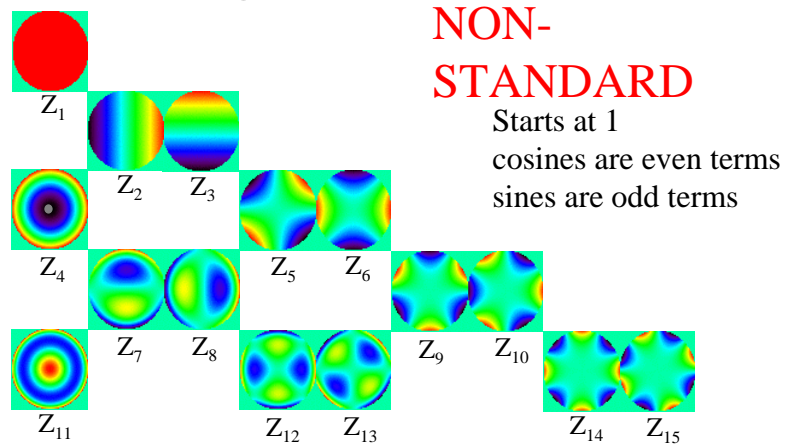 NON-
STANDARD
Starts at 1
cosines are even terms
sines are odd terms
Z₁
Z₂ Z₃
Z₄ Z₅ Z₆
Z₇ Z₈ Z₉ Z₁₀
Z₁₁ Z₁₂ Z₁₃ Z₁₄ Z₁₅